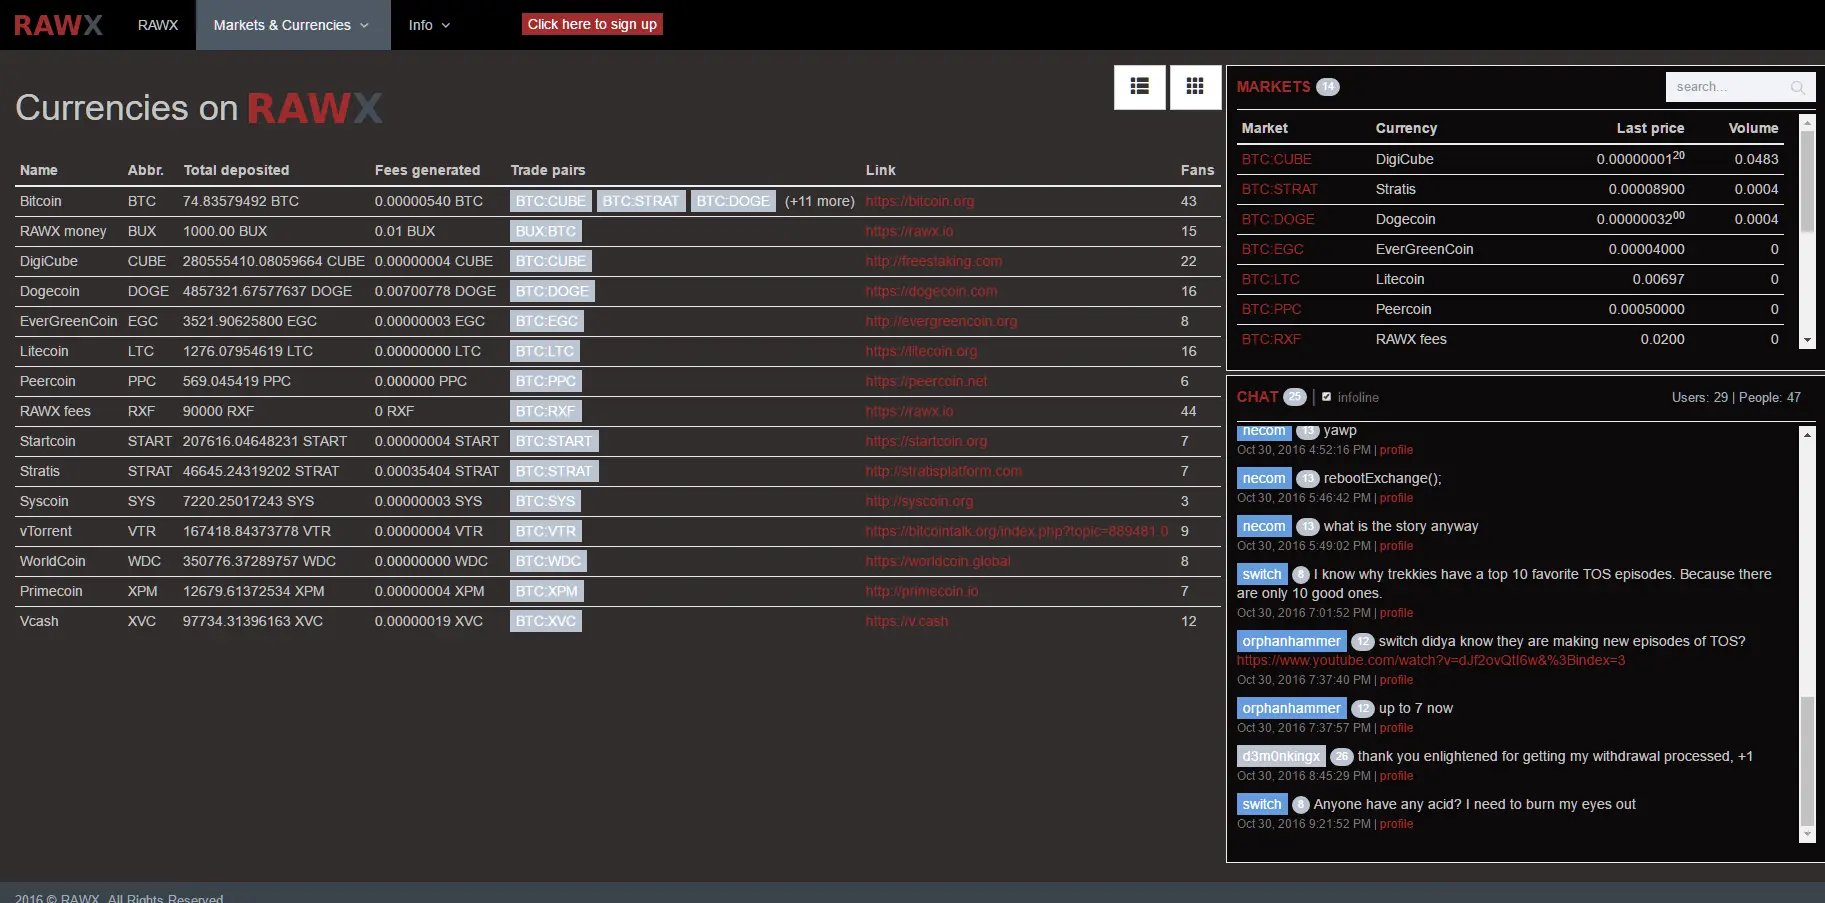 RAWX RAWX Markets & Currencies Info Click here to sign up
Currencies on RAWX
Name Abbr. Total deposited Fees generated Trade pairs Link Fans
Bitcoin BTC 74.83579492 BTC 0.00000540 BTC BTC:CUBE BTC:STRAT BTC:DOGE (+11 more) https://bitcoin.org 43
RAWX money BUX 1000.00 BUX 0.01 BUX BUX:BTC https://rawx.io 15
DigiCube CUBE 280555410.08059664 CUBE 0.00000004 CUBE BTC:CUBE http://freestaking.com 22
Dogecoin DOGE 4857321.67577637 DOGE 0.00700778 DOGE BTC:DOGE https://dogecoin.com 16
EverGreenCoin EGC 3521.90625800 EGC 0.00000003 EGC BTC:EGC http://evergreencoin.org 8
Litecoin LTC 1276.07954619 LTC 0.00000000 LTC BTC:LTC https://litecoin.org 16
Peercoin PPC 569.045419 PPC 0.000000 PPC BTC:PPC https://peercoin.net 6
RAWX fees RXF 90000 RXF 0 RXF BTC:RXF https://rawx.io 44
Startcoin START 207616.04648231 START 0.00000004 START BTC:START https://startcoin.org 7
Stratis STRAT 46645.24319202 STRAT 0.00035404 STRAT BTC:STRAT http://stratisplatform.com 7
Syscoin SYS 7220.25017243 SYS 0.00000003 SYS BTC:SYS http://syscoin.org 3
vTorrent VTR 167418.84373778 VTR 0.00000004 VTR BTC:VTR https://bitcointalk.org/index.php?topic=889481.0 9
WorldCoin WDC 350776.37289757 WDC 0.00000000 WDC BTC:WDC https://worldcoin.global 8
Primecoin XPM 12679.61372534 XPM 0.00000004 XPM BTC:XPM http://primecoin.io 7
Vcash XVC 97734.31396163 XVC 0.00000019 XVC BTC:XVC https://v.cash 12
MARKETS 14 search...
Market Currency Last price Volume
BTC:CUBE DigiCube 0.00000001²⁰ 0.0483
BTC:STRAT Stratis 0.00008900 0.0004
BTC:DOGE Dogecoin 0.00000032⁰⁰ 0.0004
BTC:EGC EverGreenCoin 0.00004000 0
BTC:LTC Litecoin 0.00697 0
BTC:PPC Peercoin 0.00050000 0
BTC:RXF RAWX fees 0.0200 0
CHAT 25 | infoline Users: 29 | People: 47
necom 13 yawp
Oct 30, 2016 4:52:16 PM | profile
necom 13 rebootExchange();
Oct 30, 2016 5:46:42 PM | profile
necom 13 what is the story anyway
Oct 30, 2016 5:49:02 PM | profile
switch 8 I know why trekkies have a top 10 favorite TOS episodes. Because there
are only 10 good ones.
Oct 30, 2016 7:01:52 PM | profile
orphanhammer 12 switch didya know they are making new episodes of TOS?
https://www.youtube.com/watch?v=dJf2ovQtI6w&%3Bindex=3
Oct 30, 2016 7:37:40 PM | profile
orphanhammer 12 up to 7 now
Oct 30, 2016 7:37:57 PM | profile
d3m0nkingx 26 thank you enlightened for getting my withdrawal processed, +1
Oct 30, 2016 8:45:29 PM | profile
switch 8 Anyone have any acid? I need to burn my eyes out
Oct 30, 2016 9:21:52 PM | profile
2016 © RAWX. All Rights Reserved